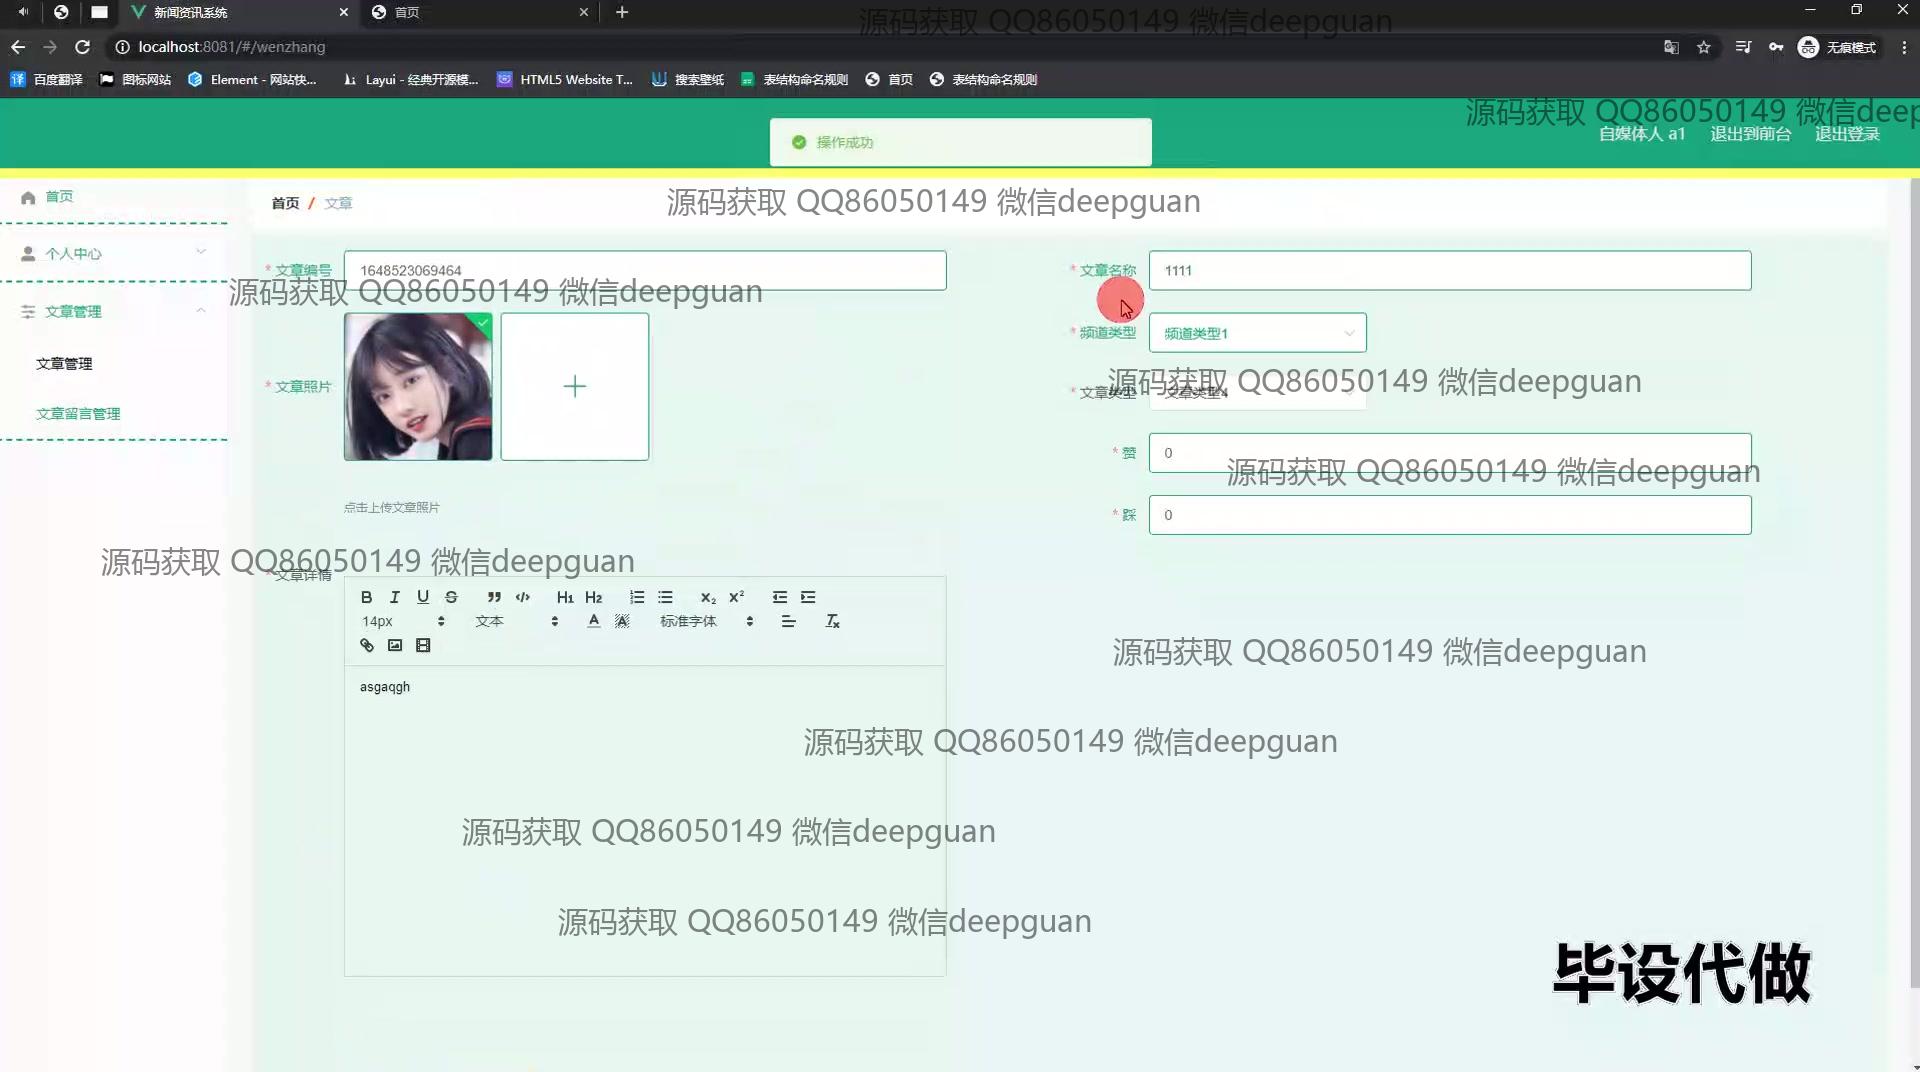 新闻资讯系统
首页
localhost:8081/#/wenzhang
无痕模式
百度翻译
图标网站
Element - 网站快...
Layui - 经典开源模...
HTML5 Website T...
搜索壁纸
表结构命名规则
首页
表结构命名规则
源码获取 QQ86050149 微信deepguan
源码获取 QQ86050149 微信deep
操作成功
自媒体人 a1
退出到前台
退出登录
首页
个人中心
文章管理
文章管理
文章留言管理
首页 / 文章
源码获取 QQ86050149 微信deepguan
* 文章编号
1648523069464
* 文章名称
1111
源码获取 QQ86050149 微信deepguan
* 频道类型
频道类型1
* 文章照片
* 文章类型
文章类型4
源码获取 QQ86050149 微信deepguan
* 赞
0
源码获取 QQ86050149 微信deepguan
点击上传文章照片
* 踩
0
源码获取 QQ86050149 微信deepguan
* 文章详情
B I U S H1 H2 X2 X2
14px
文本
A
A
标准字体
Tx
源码获取 QQ86050149 微信deepguan
asgaqgh
源码获取 QQ86050149 微信deepguan
源码获取 QQ86050149 微信deepguan
源码获取 QQ86050149 微信deepguan
毕设代做